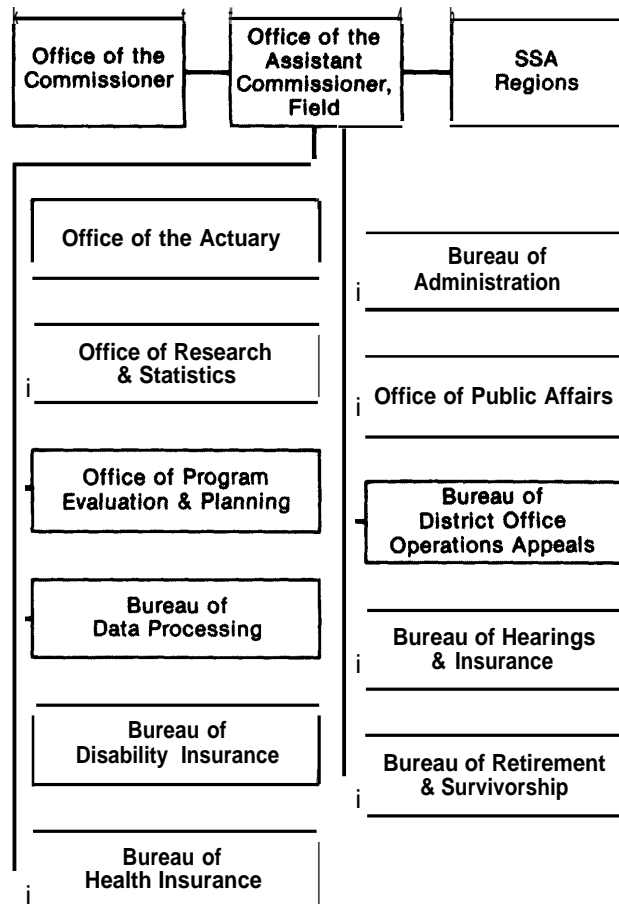 Office of the
Commissioner
Office of the
Assistant
Commissioner,
Field
SSA
Regions
Office of the Actuary
Office of Research
& Statistics
Office of Program
Evaluation & Planning
Bureau of
Data Processing
Bureau of
Disability Insurance
Bureau of
Health Insurance
Bureau of
Administration
Office of Public Affairs
Bureau of
District Office
Operations Appeals
Bureau of Hearings
& Insurance
Bureau of Retirement
& Survivorship